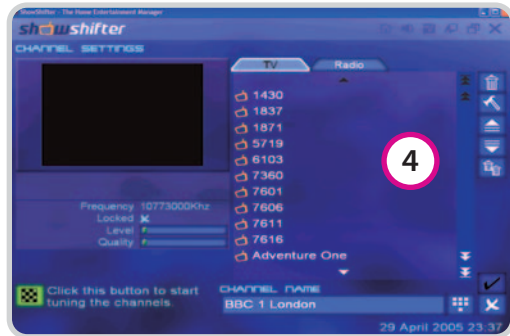 ShowShifter - The Home Entertainment Manager
showshifter
CHANNEL SETTINGS
TV
Radio
1430
1837
1871
5719
6103
7360
7601
7606
7611
7616
Adventure One
4
Frequency 10773000Khz
Locked
Level
Quality
Click this button to start
tuning the channels.
CHANNEL NAME
BBC 1 London
29 April 2005 23:37